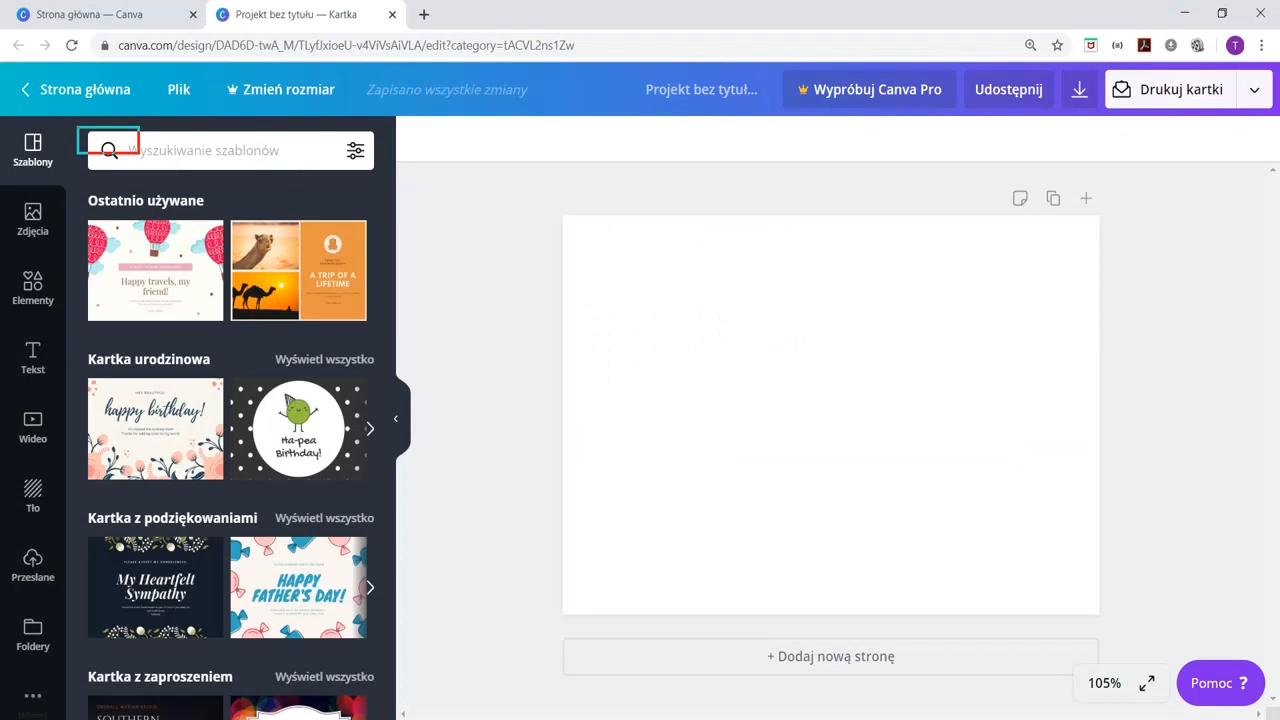 Strona główna — Canva
Projekt bez tytułu — Kartka
canva.com/design/DAD6D-twA_M/TLyfJxioeU-v4ViVsAiVLA/edit?category=tACVL2ns1Zw
T
Strona główna
Plik
Zmień rozmiar
Zapisano wszystkie zmiany
Projekt bez tytuł...
Wypróbuj Canva Pro
Udostępnij
Drukuj kartki
Szablony
Zdjęcia
Elementy
Tekst
Wideo
Tło
Przesłane
Foldery
Wyszukiwanie szablonów
Ostatnio używane
Happy travels, my
friend!
A TRIP OF A
LIFETIME
Kartka urodzinowa
Wyświetl wszystko
happy birthday!
Ha-pea
Birthday!
Kartka z podziękowaniami
Wyświetl wszystko
My Heartfelt
Sympathy
HAPPY
FATHER'S DAY!
Kartka z zaproszeniem
Wyświetl wszystko
SOUTHERN
+ Dodaj nową stronę
105%
Pomoc ?